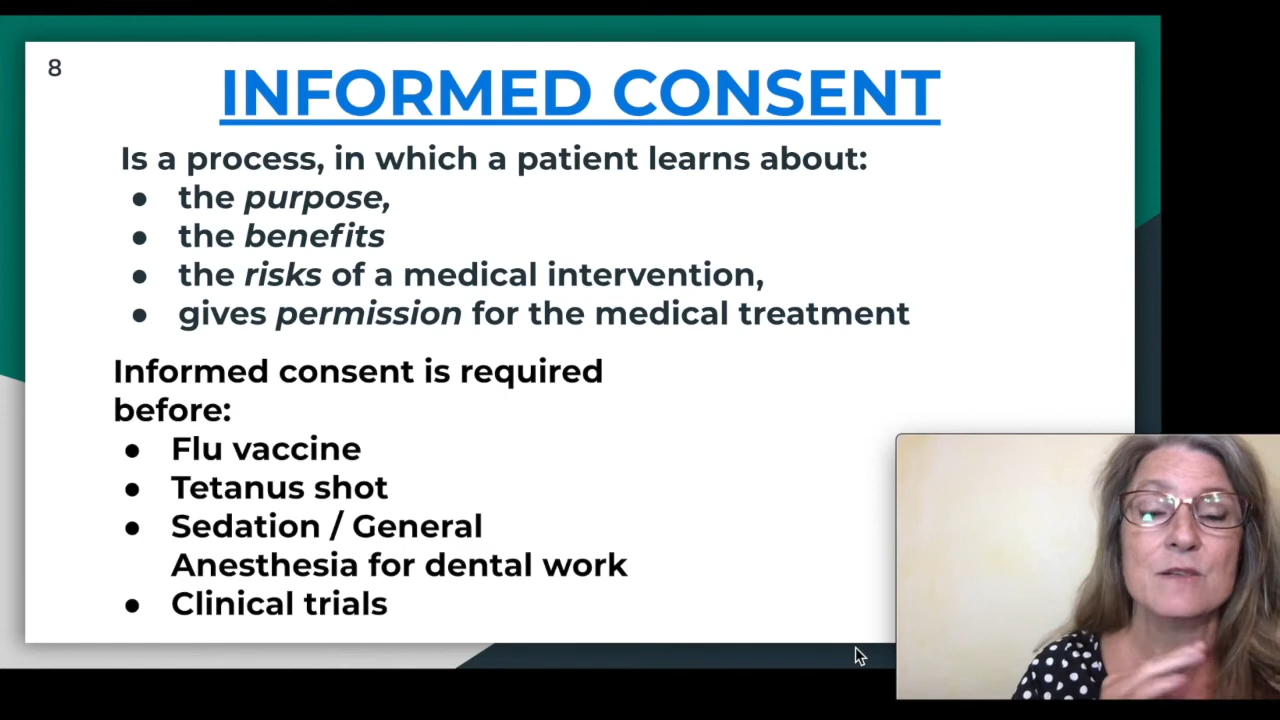 8
INFORMED CONSENT
Is a process, in which a patient learns about:
● the purpose,
● the benefits
● the risks of a medical intervention,
● gives permission for the medical treatment
Informed consent is required
before:
● Flu vaccine
● Tetanus shot
● Sedation / General
Anesthesia for dental work
● Clinical trials